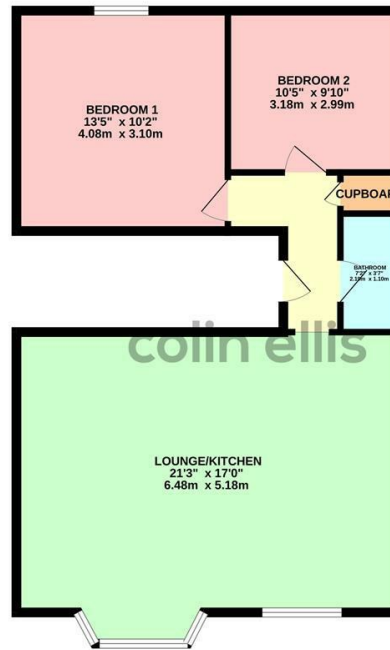 BEDROOM 1
13'5" x 10'2"
4.08m x 3.10m
BEDROOM 2
10'5" x 9'10"
3.18m x 2.99m
CUPBOAR
BATHROOM
colin ellis
LOUNGE/KITCHEN
21'3" x 17'0"
6.48m x 5.18m